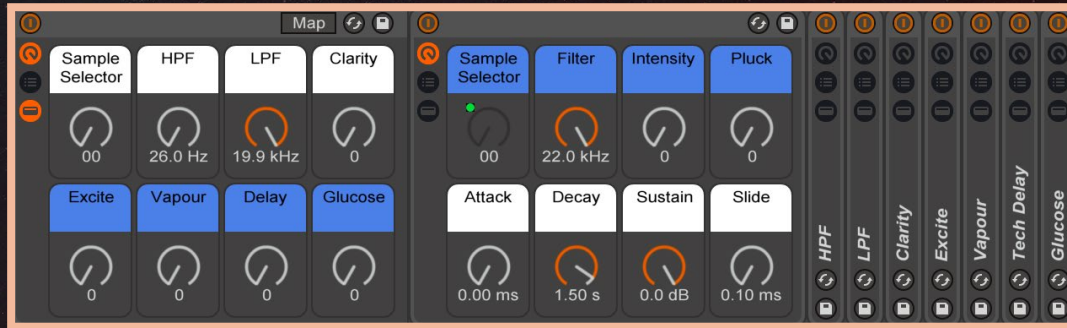 Map
Sample
Selector
HPF
LPF
Clarity
00
26.0 Hz
19.9 kHz
0
Excite
Vapour
Delay
Glucose
0
0
0
0
Sample
Selector
Filter
Intensity
Pluck
00
22.0 kHz
0
0
Attack
Decay
Sustain
Slide
0.00 ms
1.50 s
0.0 dB
0.10 ms
HPF
LPF
Clarity
Excite
Vapour
Tech Delay
Glucose